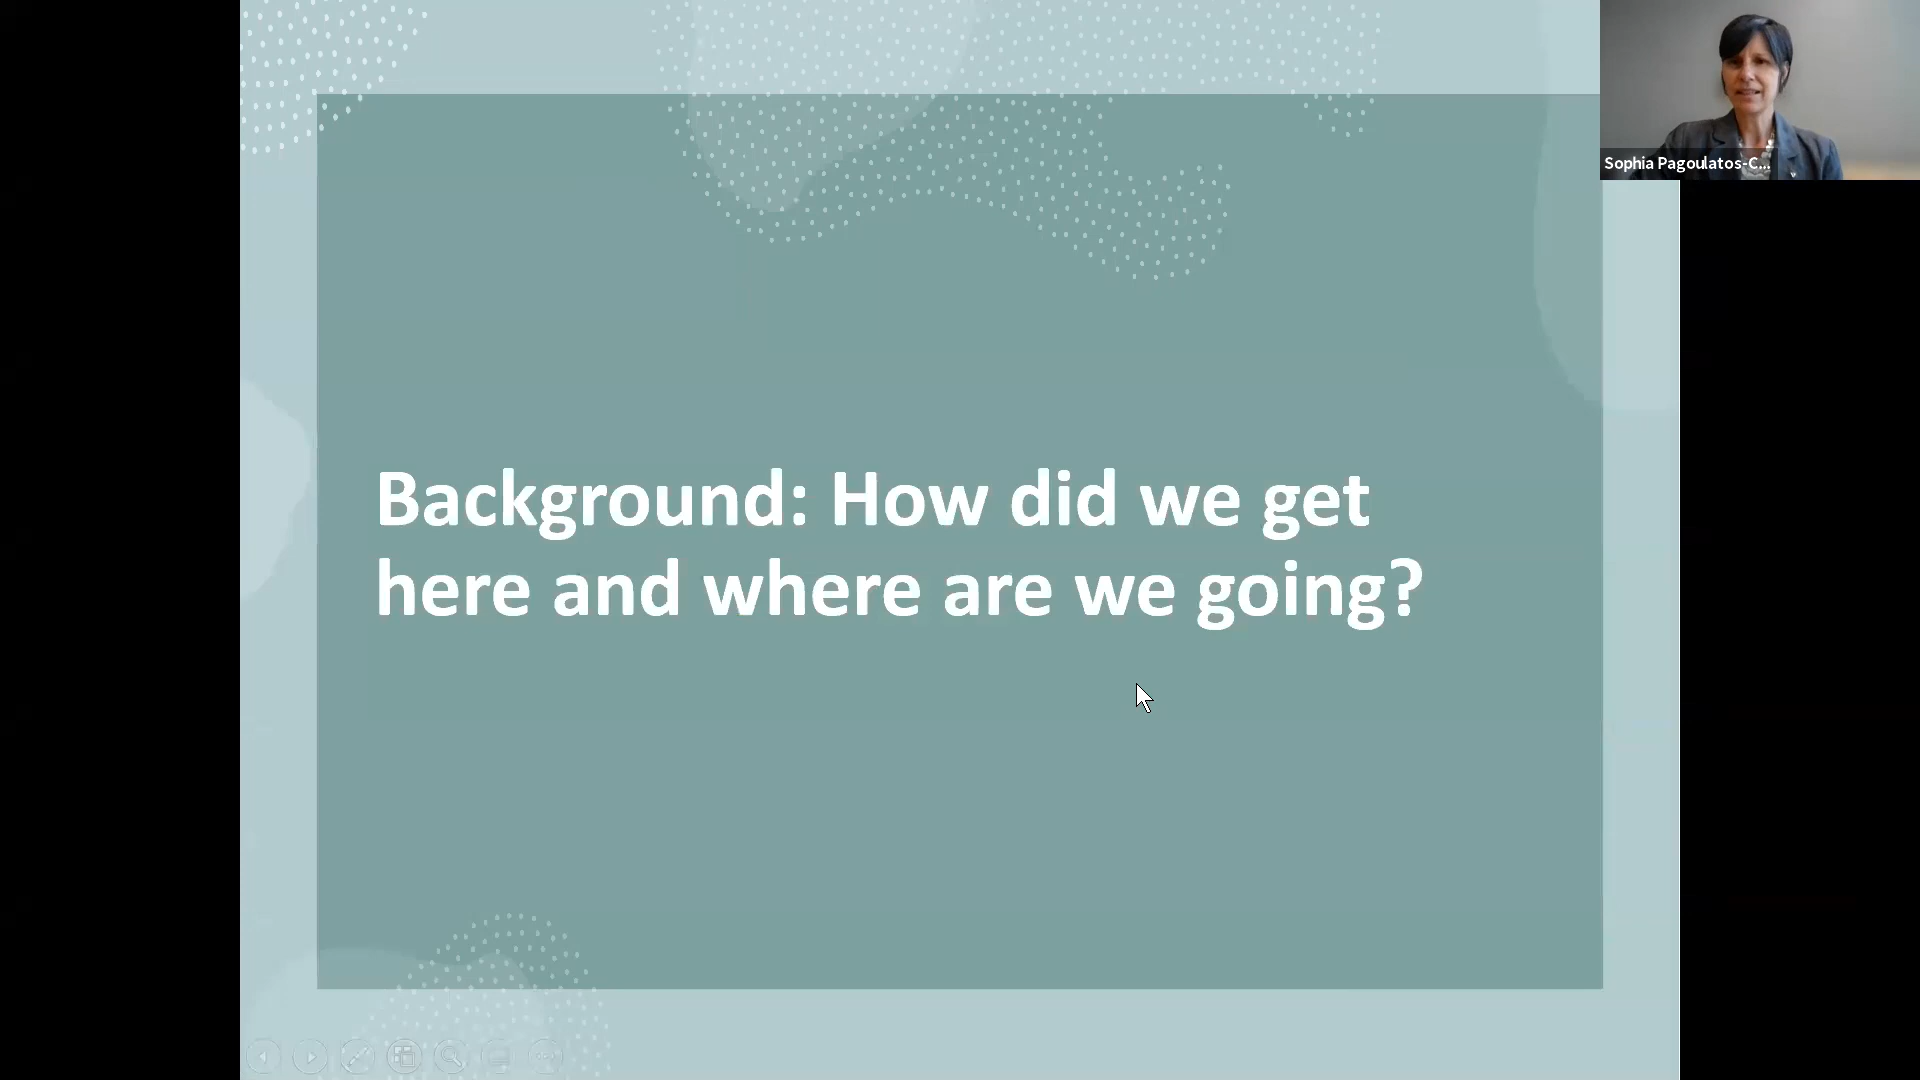 Sophia Pagoulatos-C...
Background: How did we get
here and where are we going?